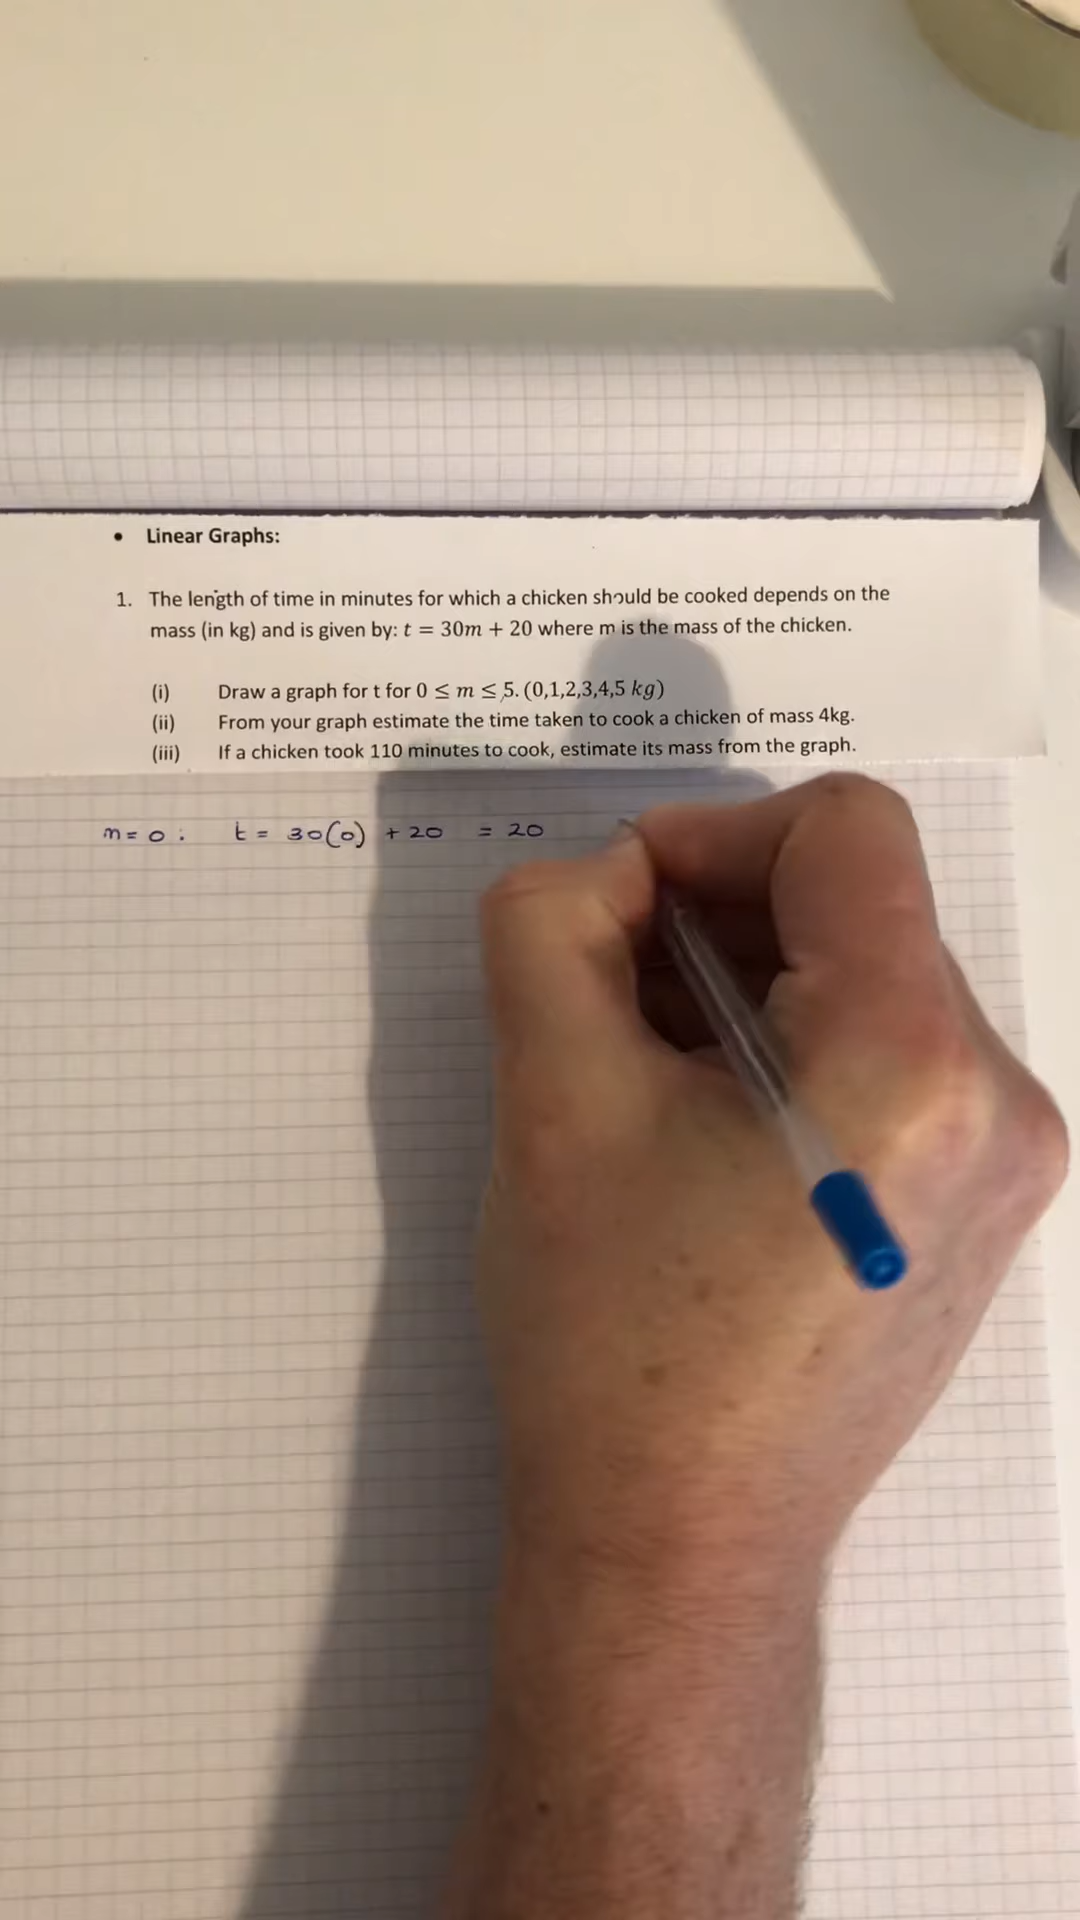 • Linear Graphs:
1. The length of time in minutes for which a chicken should be cooked depends on the
mass (in kg) and is given by: t = 30m + 20 where m is the mass of the chicken.
(i) Draw a graph for t for 0 ≤ m ≤ 5. (0,1,2,3,4,5 kg)
(ii) From your graph estimate the time taken to cook a chicken of mass 4kg.
(iii) If a chicken took 110 minutes to cook, estimate its mass from the graph.
m = 0 : t = 30(0) + 20 = 20